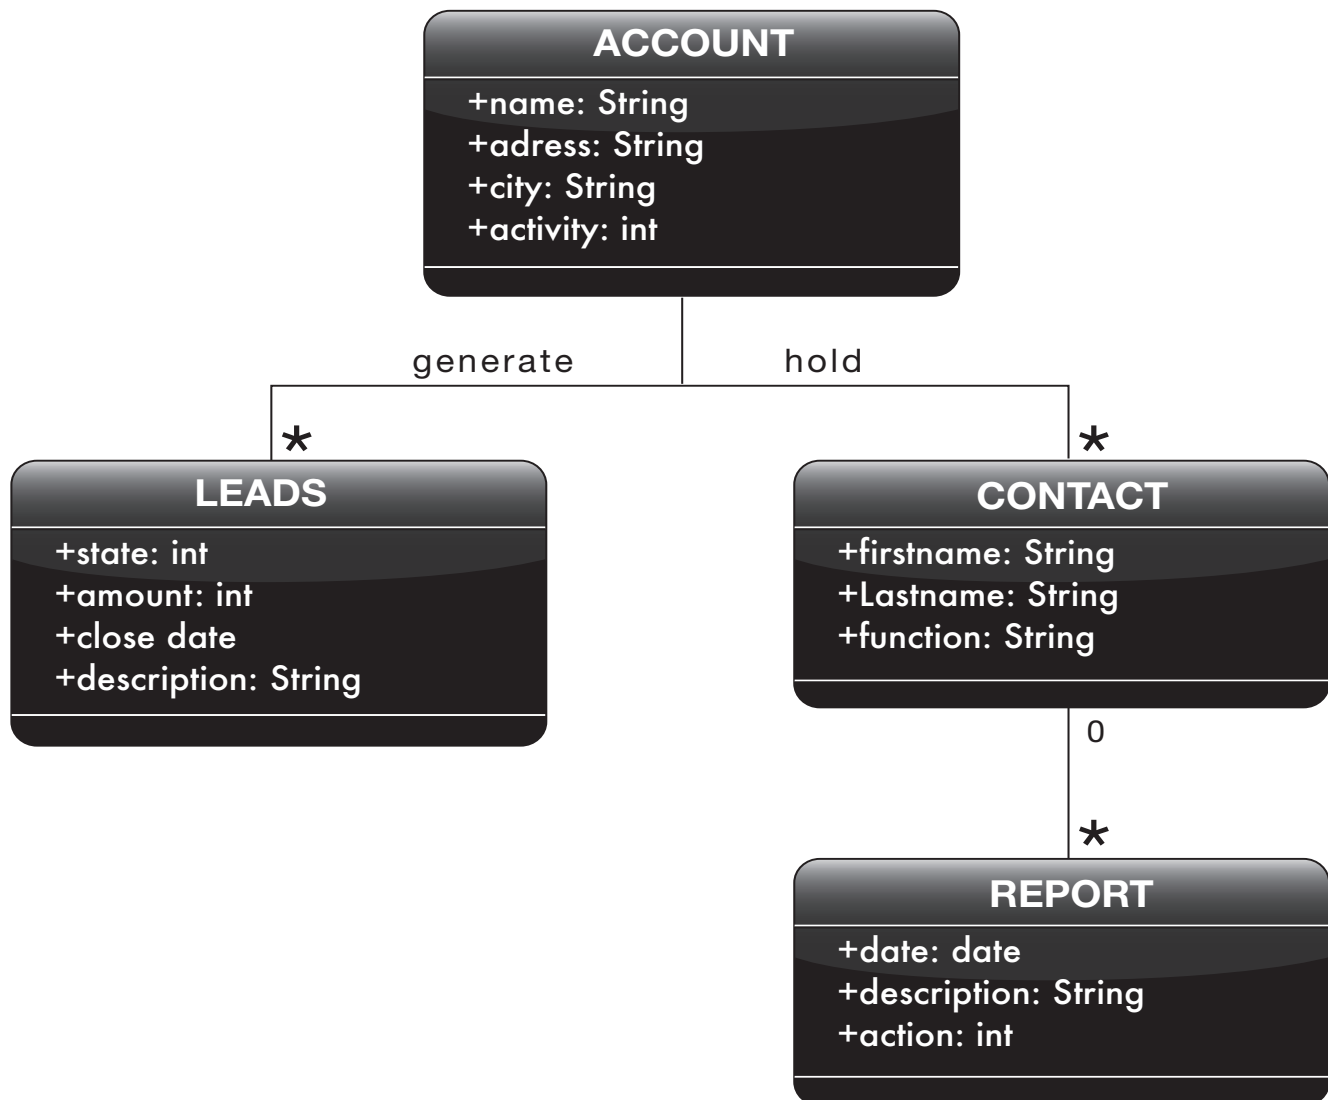 ACCOUNT
+name: String
+adress: String
+city: String
+activity: int
generate
hold
*
*
LEADS
+state: int
+amount: int
+close date
+description: String
CONTACT
+firstname: String
+Lastname: String
+function: String
0
*
REPORT
+date: date
+description: String
+action: int